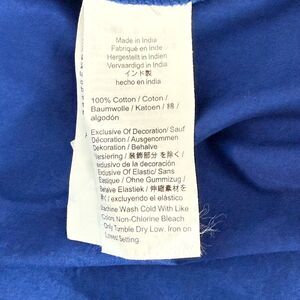 Made in India
Fabriqué en Inde
Hergestellt in Indien
Vervaardigd in India
インド製
hecho en india
100% Cotton / Coton /
Baumwolle / Katoen / 綿 /
algodón
Exclusive Of Decoration/ Sauf
Décoration/ Ausgenommen
Dekoration / Behalve
Versiering / 装飾部分 を除く /
exclusivo de la decoración
Exlusive Of Elastic/ Sans
Élastique / Ohne Gummizug /
Behalve Elastiek / 伸縮素材を
除く/ excluyendo el elástico
Machine Wash Cold With Like
Colors Non-Chlorine Bleach
Only Tumble Dry Low. Iron on
Lowest Setting.